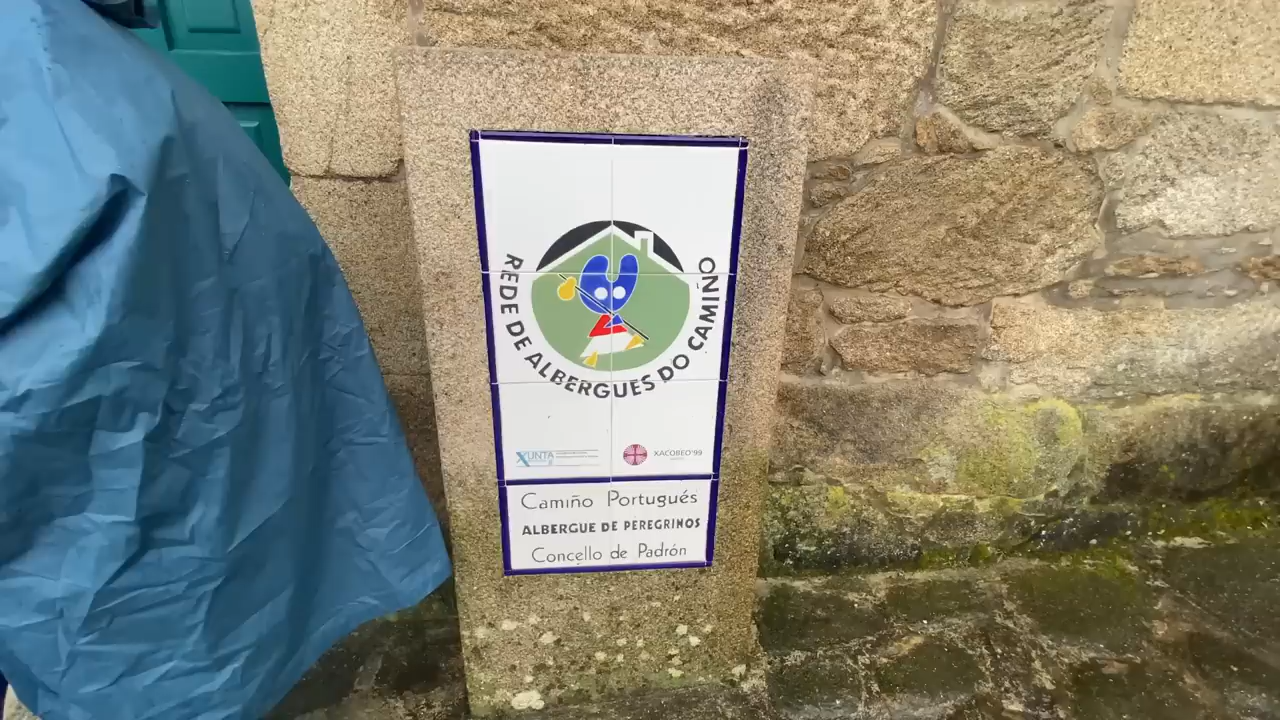 REDE DE ALBERGUES DO CAMIÑO
XUNTA
XACOBEO'99
Camiño Portugués
ALBERGUE DE PEREGRINOS
Concello de Padrón